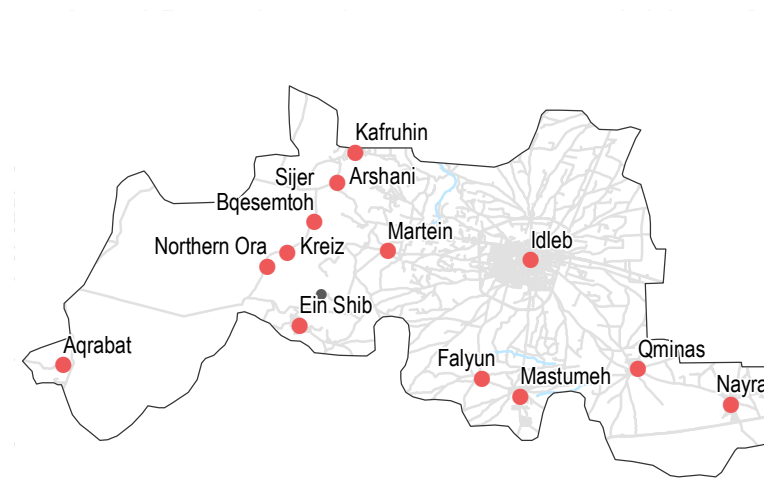 Kafruhin
Sijer
Arshani
Bqesemtoh
Martein
Idleb
Northern Ora
Kreiz
Ein Shib
Aqrabat
Qminas
Falyun
Mastumeh
Nayra